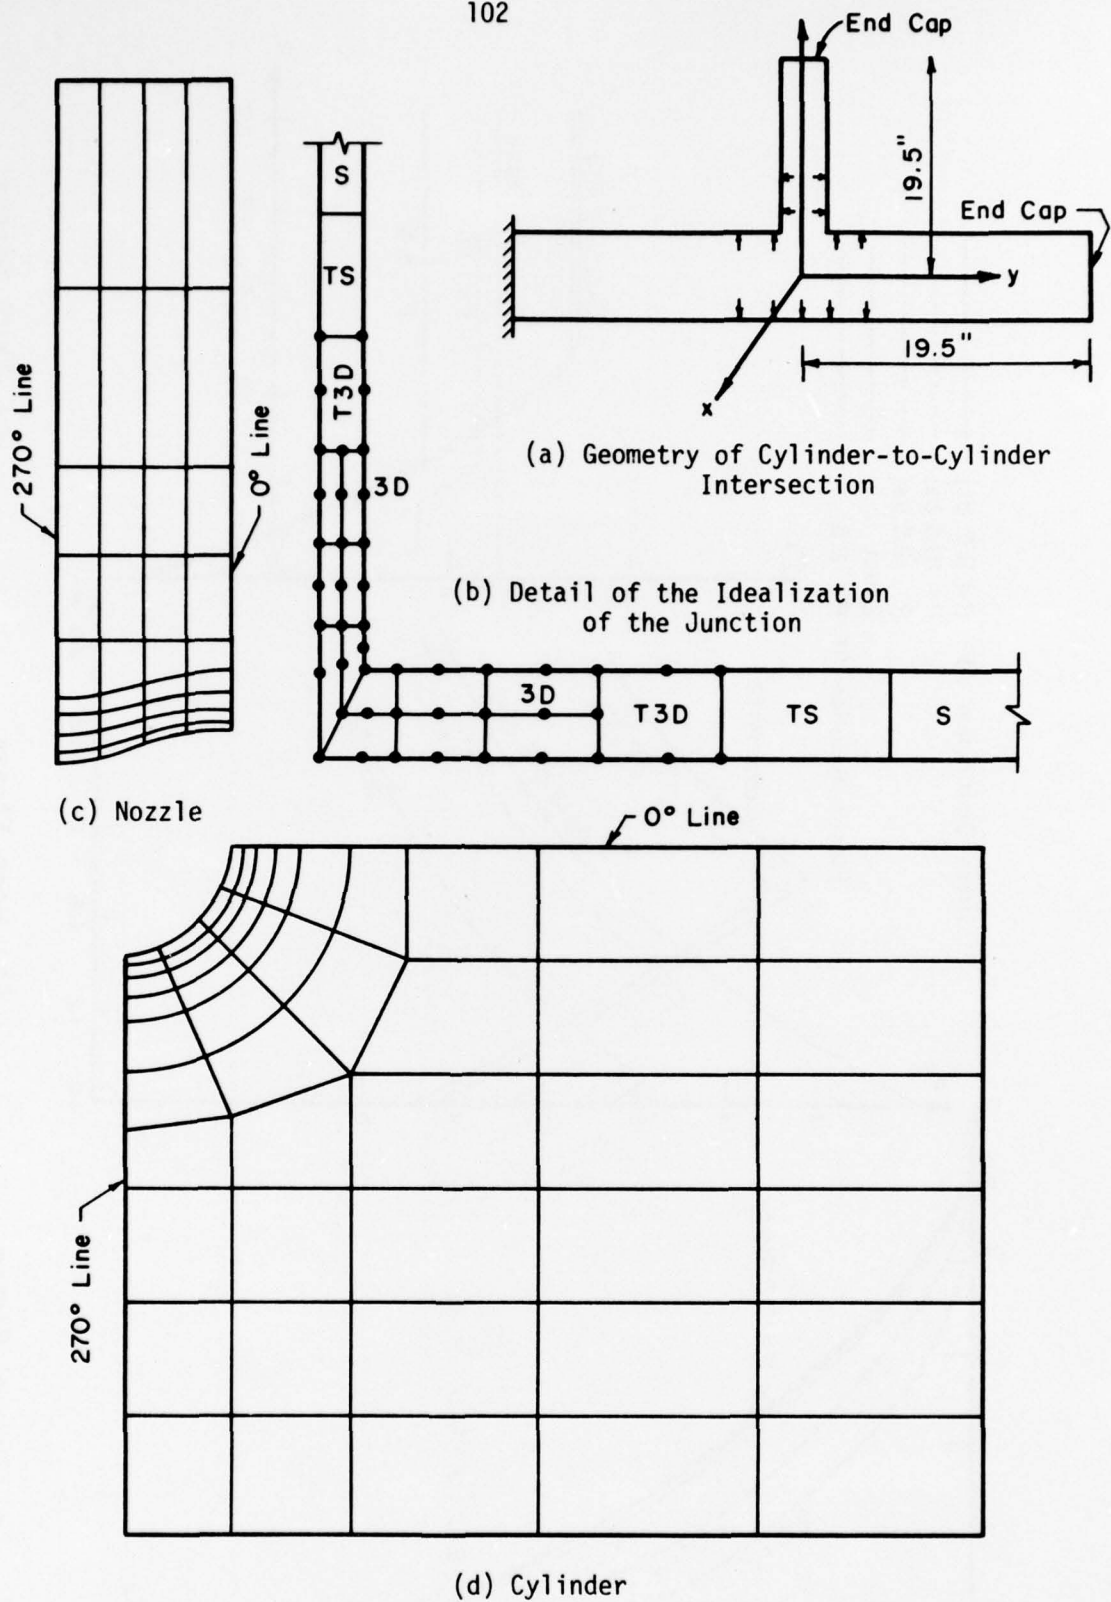 102
End Cap
19.5"
End Cap
y
19.5"
x
(a) Geometry of Cylinder-to-Cylinder
Intersection
S
TS
T3D
3D
270° Line
0° Line
(b) Detail of the Idealization
of the Junction
3D
T3D
TS
S
(c) Nozzle
0° Line
270° Line
(d) Cylinder